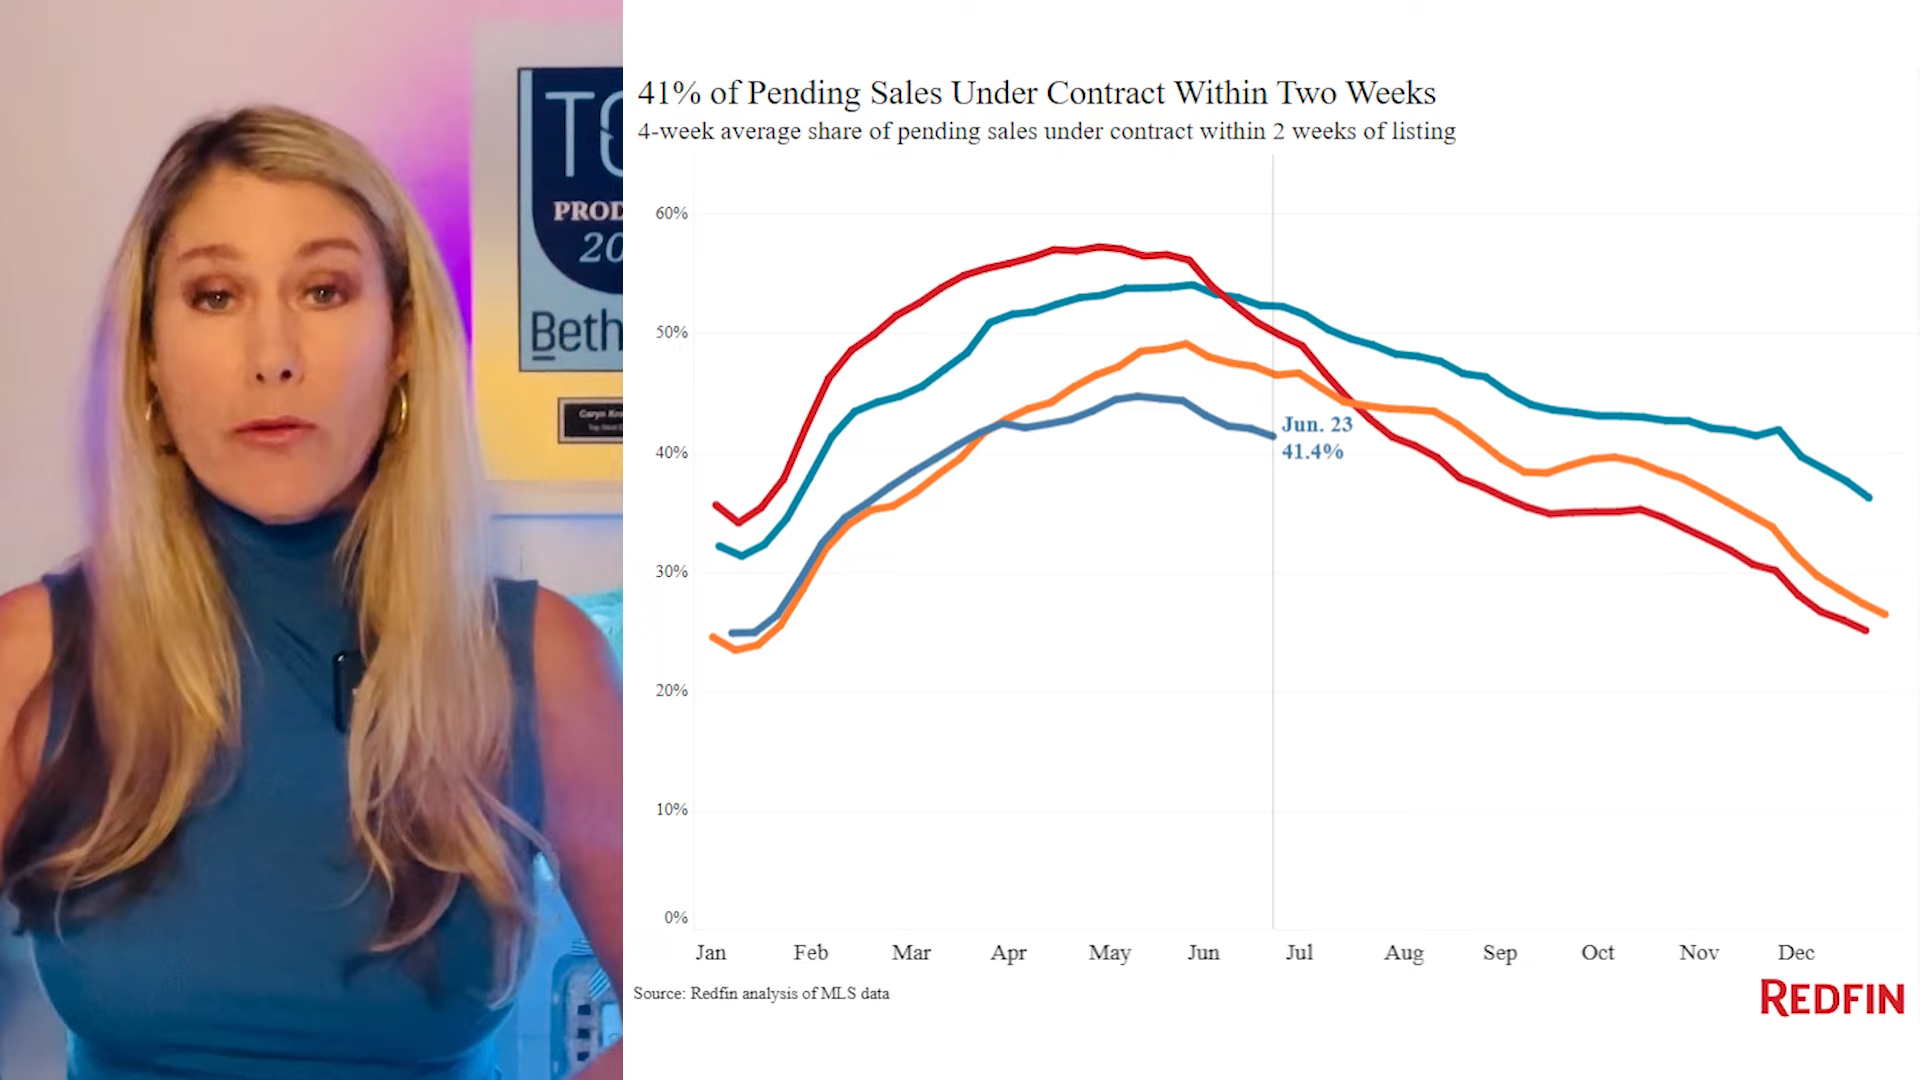 PROD
20
Beth
41% of Pending Sales Under Contract Within Two Weeks
4-week average share of pending sales under contract within 2 weeks of listing
60%
50%
40%
30%
20%
10%
0%
Jun. 23
41.4%
Jan Feb Mar Apr May Jun Jul Aug Sep Oct Nov Dec
Source: Redfin analysis of MLS data
REDFIN